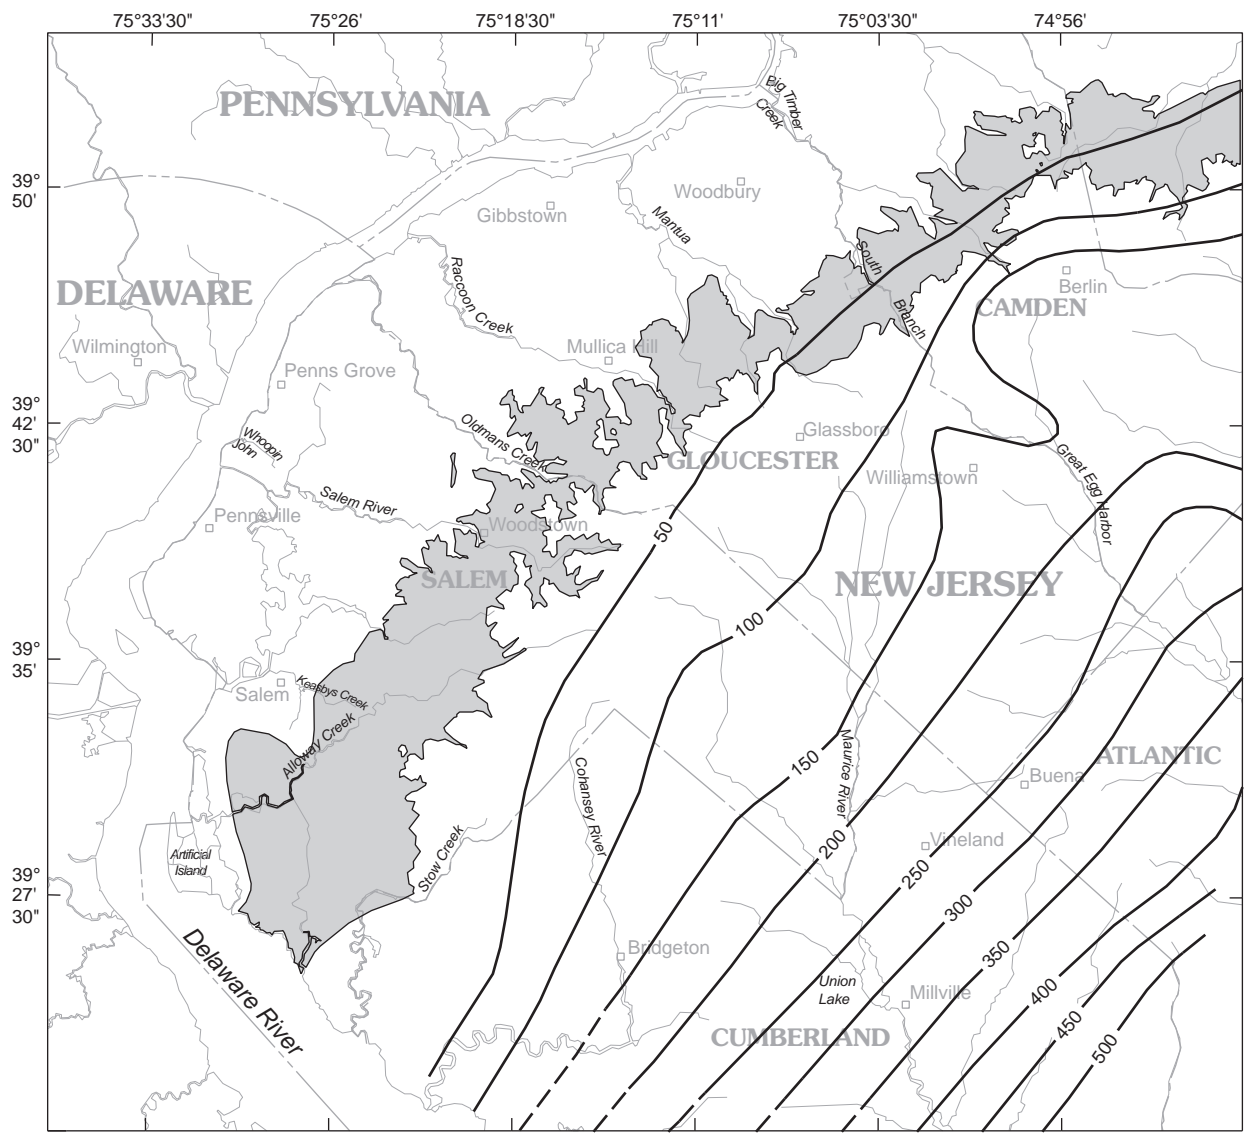 75°33'30"
75°26'
75°18'30"
75°11'
75°03'30"
74°56'
PENNSYLVANIA
Big Timber
Creek
39°
50'
Woodbury
Gibbstown
Mantua
South
Branch
Raccoon Creek
DELAWARE
Berlin
CAMDEN
Wilmington
Mullica Hill
Penns Grove
39°
42'
30"
Oldmans Creek
Whoopin
John
Glassboro
GLOUCESTER
Williamstown
Great Egg Harbor
Salem River
Pennsville
Woodstown
50
SALEM
NEW JERSEY
100
39°
35'
Salem
Keasbys Creek
Alloway Creek
150
Maurice River
ATLANTIC
Buena
Cohansey River
200
Vineland
Stow Creek
Artificial
Island
250
39°
27'
30"
300
Delaware River
Bridgeton
350
Union
Lake
Millville
400
450
500
CUMBERLAND